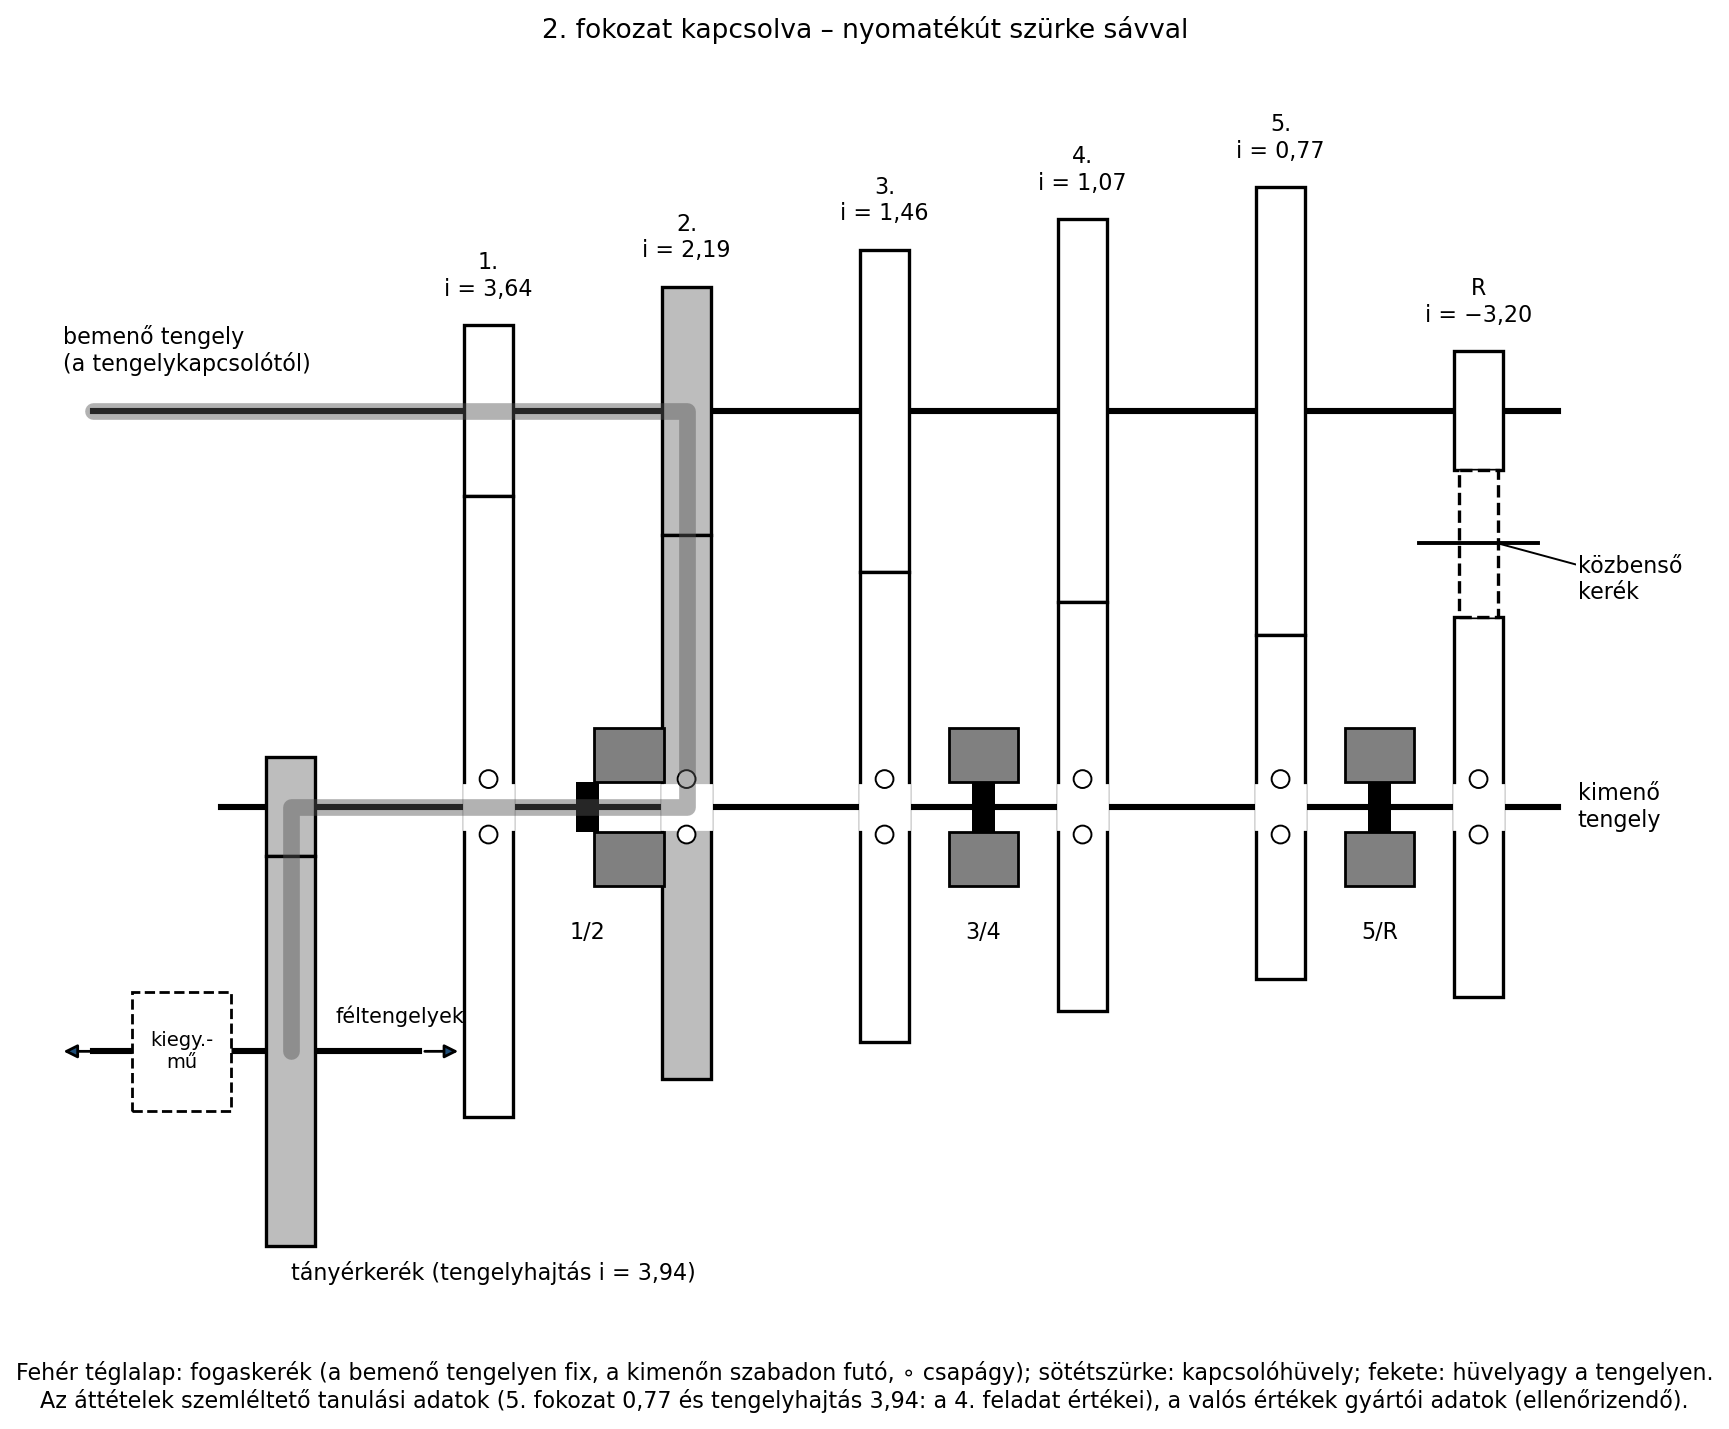 2. fokozat kapcsolva – nyomatékút szürke sávval
5.
i = 0,77
4.
i = 1,07
3.
i = 1,46
2.
i = 2,19
1.
i = 3,64
R
i = −3,20
bemenő tengely
(a tengelykapcsolótól)
közbenső
kerék
kimenő
tengely
1/2
3/4
5/R
féltengelyek
kiegy.-
mű
tányérkerék (tengelyhajtás i = 3,94)
Fehér téglalap: fogaskerék (a bemenő tengelyen fix, a kimenőn szabadon futó, ∘ csapágy); sötétszürke: kapcsolóhüvely; fekete: hüvelyagy a tengelyen.
Az áttételek szemléltető tanulási adatok (5. fokozat 0,77 és tengelyhajtás 3,94: a 4. feladat értékei), a valós értékek gyártói adatok (ellenőrizendő).